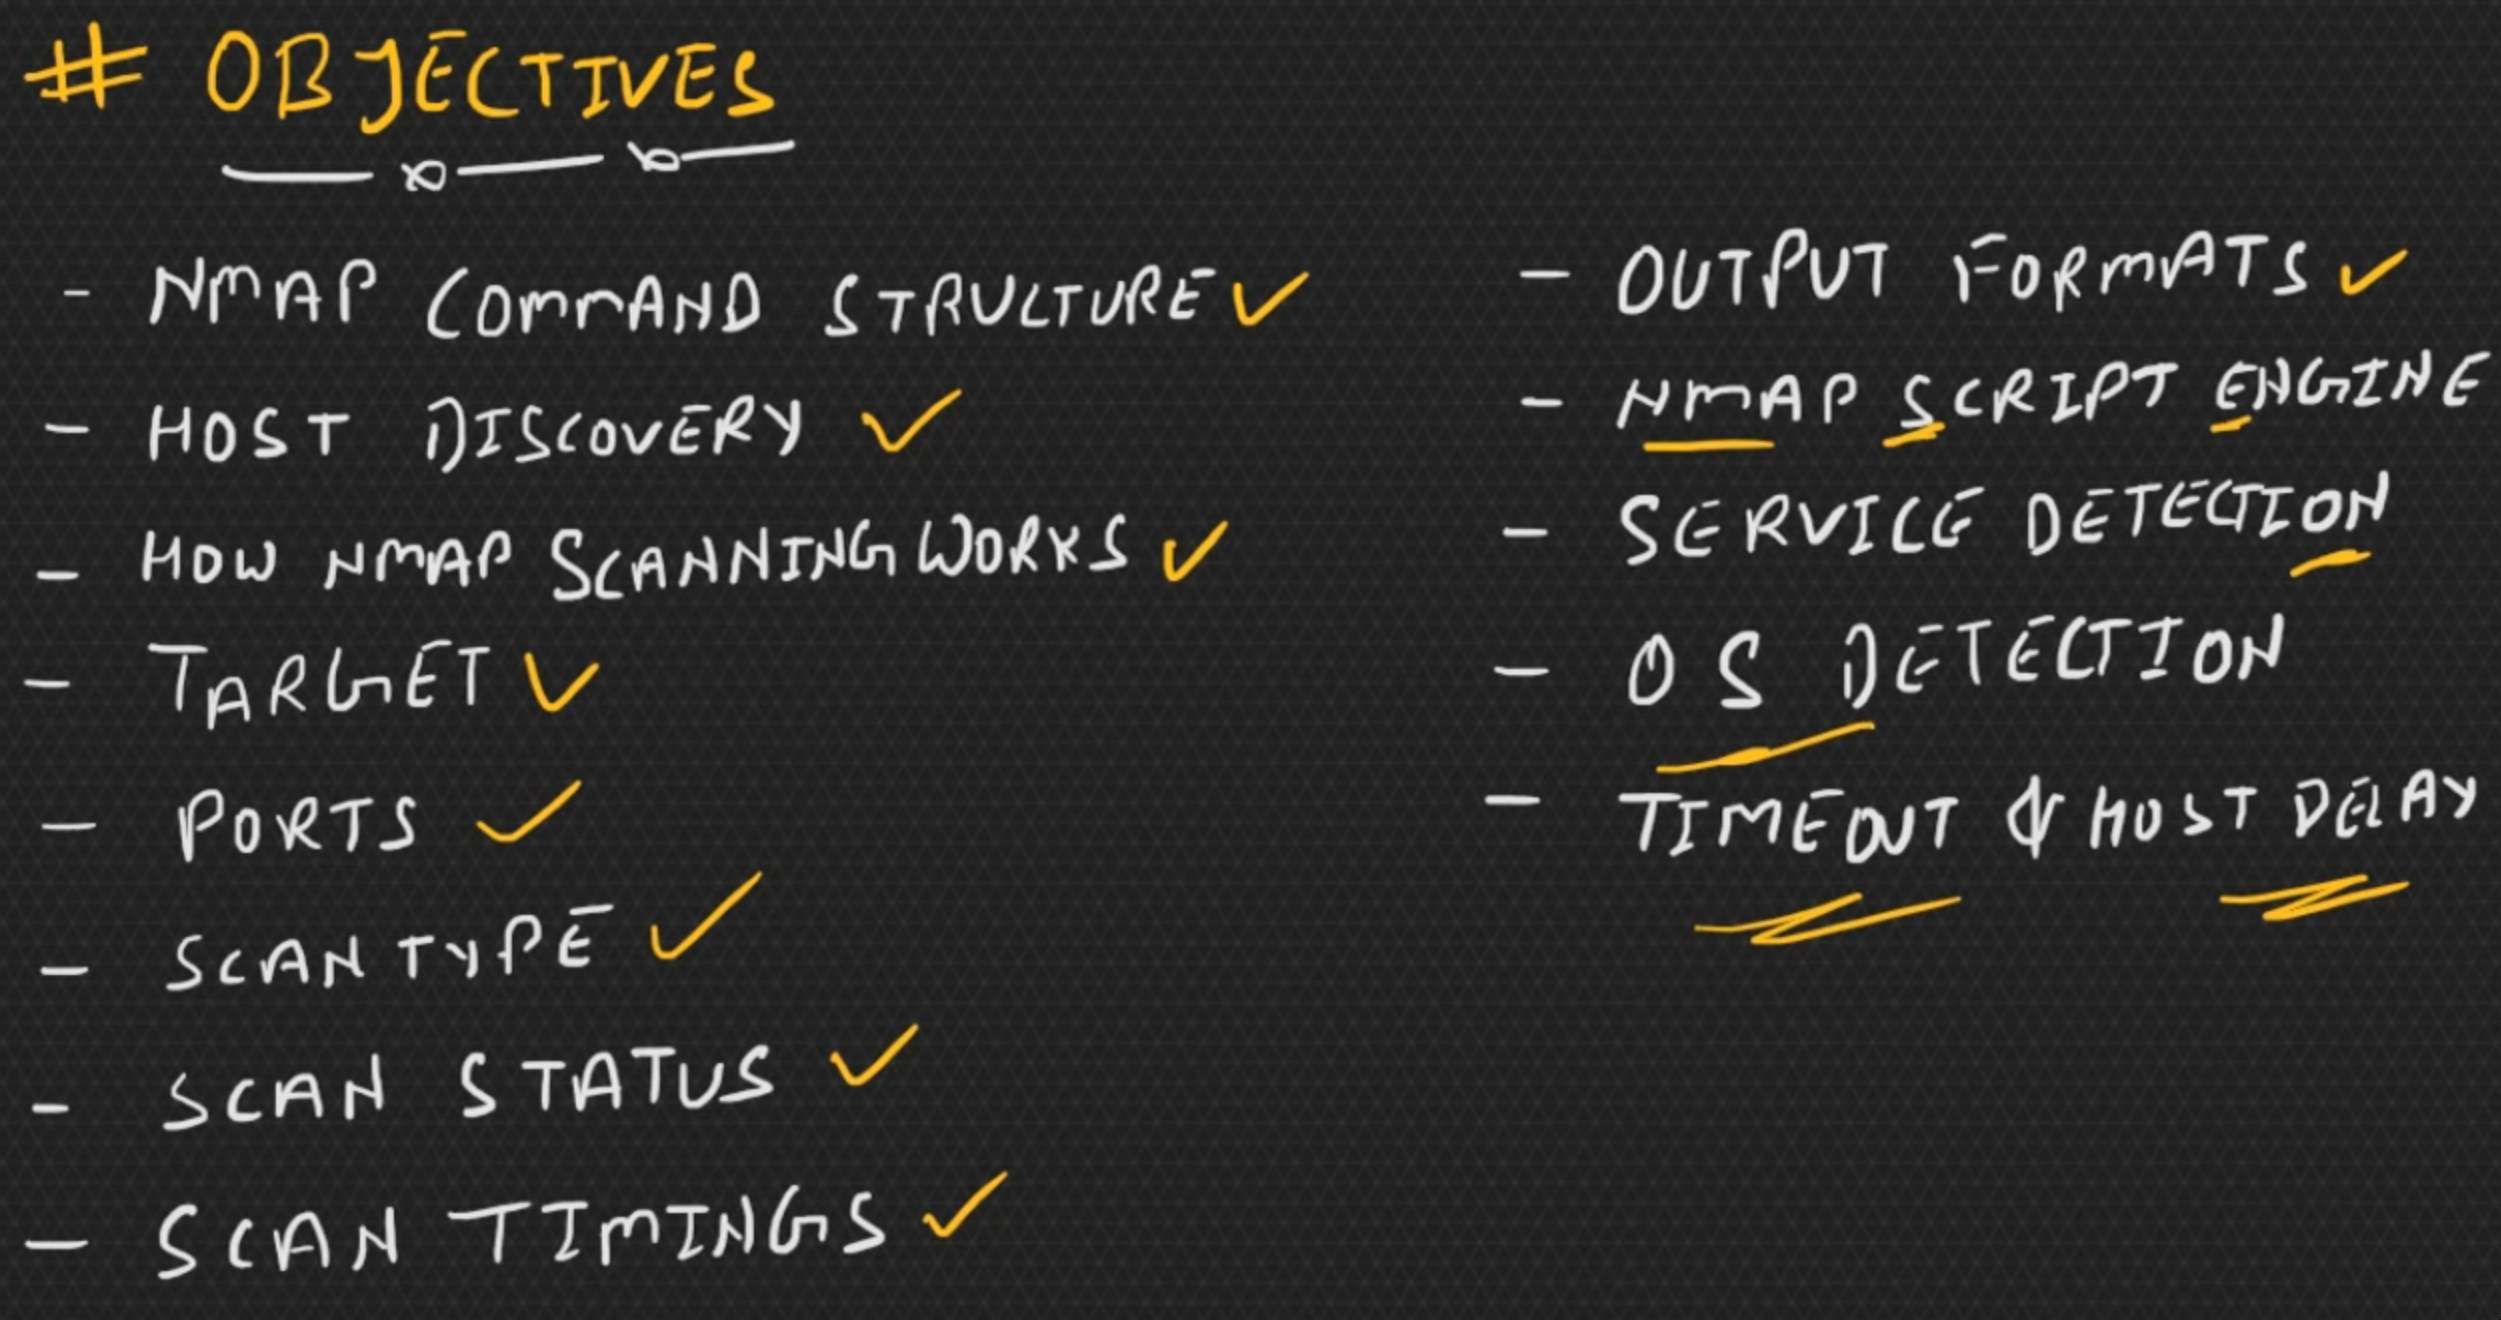 # OBJECTIVES
- NMAP COMMAND STRUCTURE ✓
- HOST DISCOVERY ✓
- HOW NMAP SCANNING WORKS ✓
- TARGET ✓
- PORTS ✓
- SCAN TYPE ✓
- SCAN STATUS ✓
- SCAN TIMINGS ✓
- OUTPUT FORMATS ✓
- NMAP SCRIPT ENGINE
- SERVICE DETECTION
- OS DETECTION
- TIMEOUT & HOST DELAY